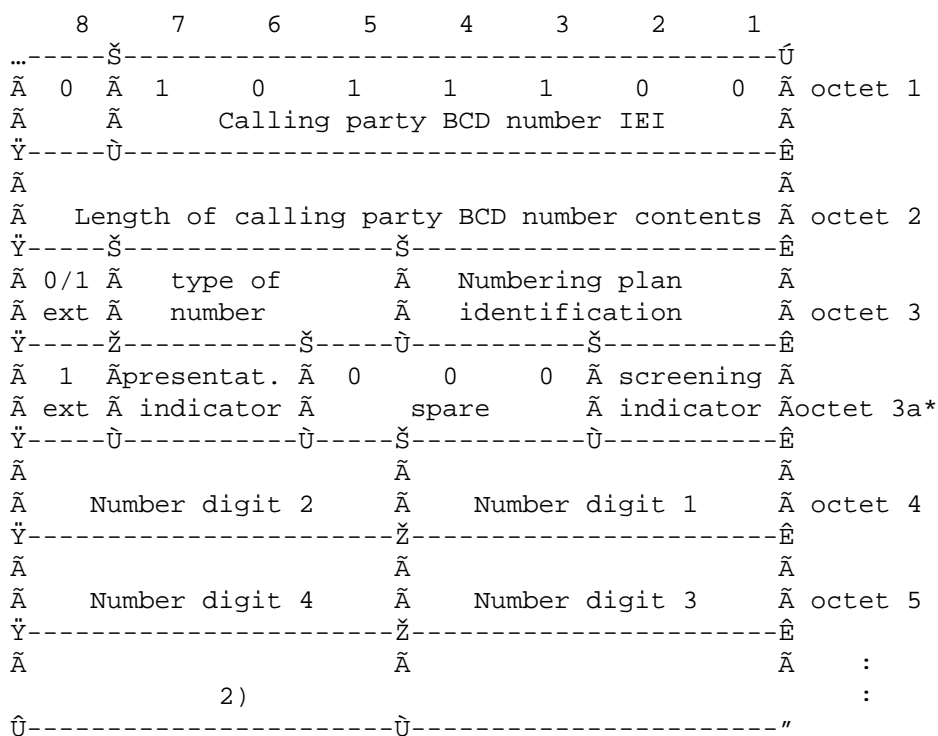 8 7 6 5 4 3 2 1
…-----Š-----------------------------------------Ú
Ã 0 Ã 1 0 1 1 1 0 0 Ã octet 1
Ã Ã Calling party BCD number IEI Ã
Ÿ-----Ù-----------------------------------------Ê
Ã Ã
Ã Length of calling party BCD number contents Ã octet 2
Ÿ-----Š-----------------Š-----------------------Ê
Ã 0/1 Ã type of Ã Numbering plan Ã
Ã ext Ã number Ã identification Ã octet 3
Ÿ-----Ž-----------Š-----Ù-----------Š-----------Ê
Ã 1 Ãpresentat. Ã 0 0 0 Ã screening Ã
Ã ext Ã indicator Ã spare Ã indicator Ãoctet 3a*
Ÿ-----Ù-----------Ù-----Š-----------Ù-----------Ê
Ã Ã Ã
Ã Number digit 2 Ã Number digit 1 Ã octet 4
Ÿ-----------------------Ž-----------------------Ê
Ã Ã Ã
Ã Number digit 4 Ã Number digit 3 Ã octet 5
Ÿ-----------------------Ž-----------------------Ê
Ã Ã Ã :
2) :
Û-----------------------Ù-----------------------"